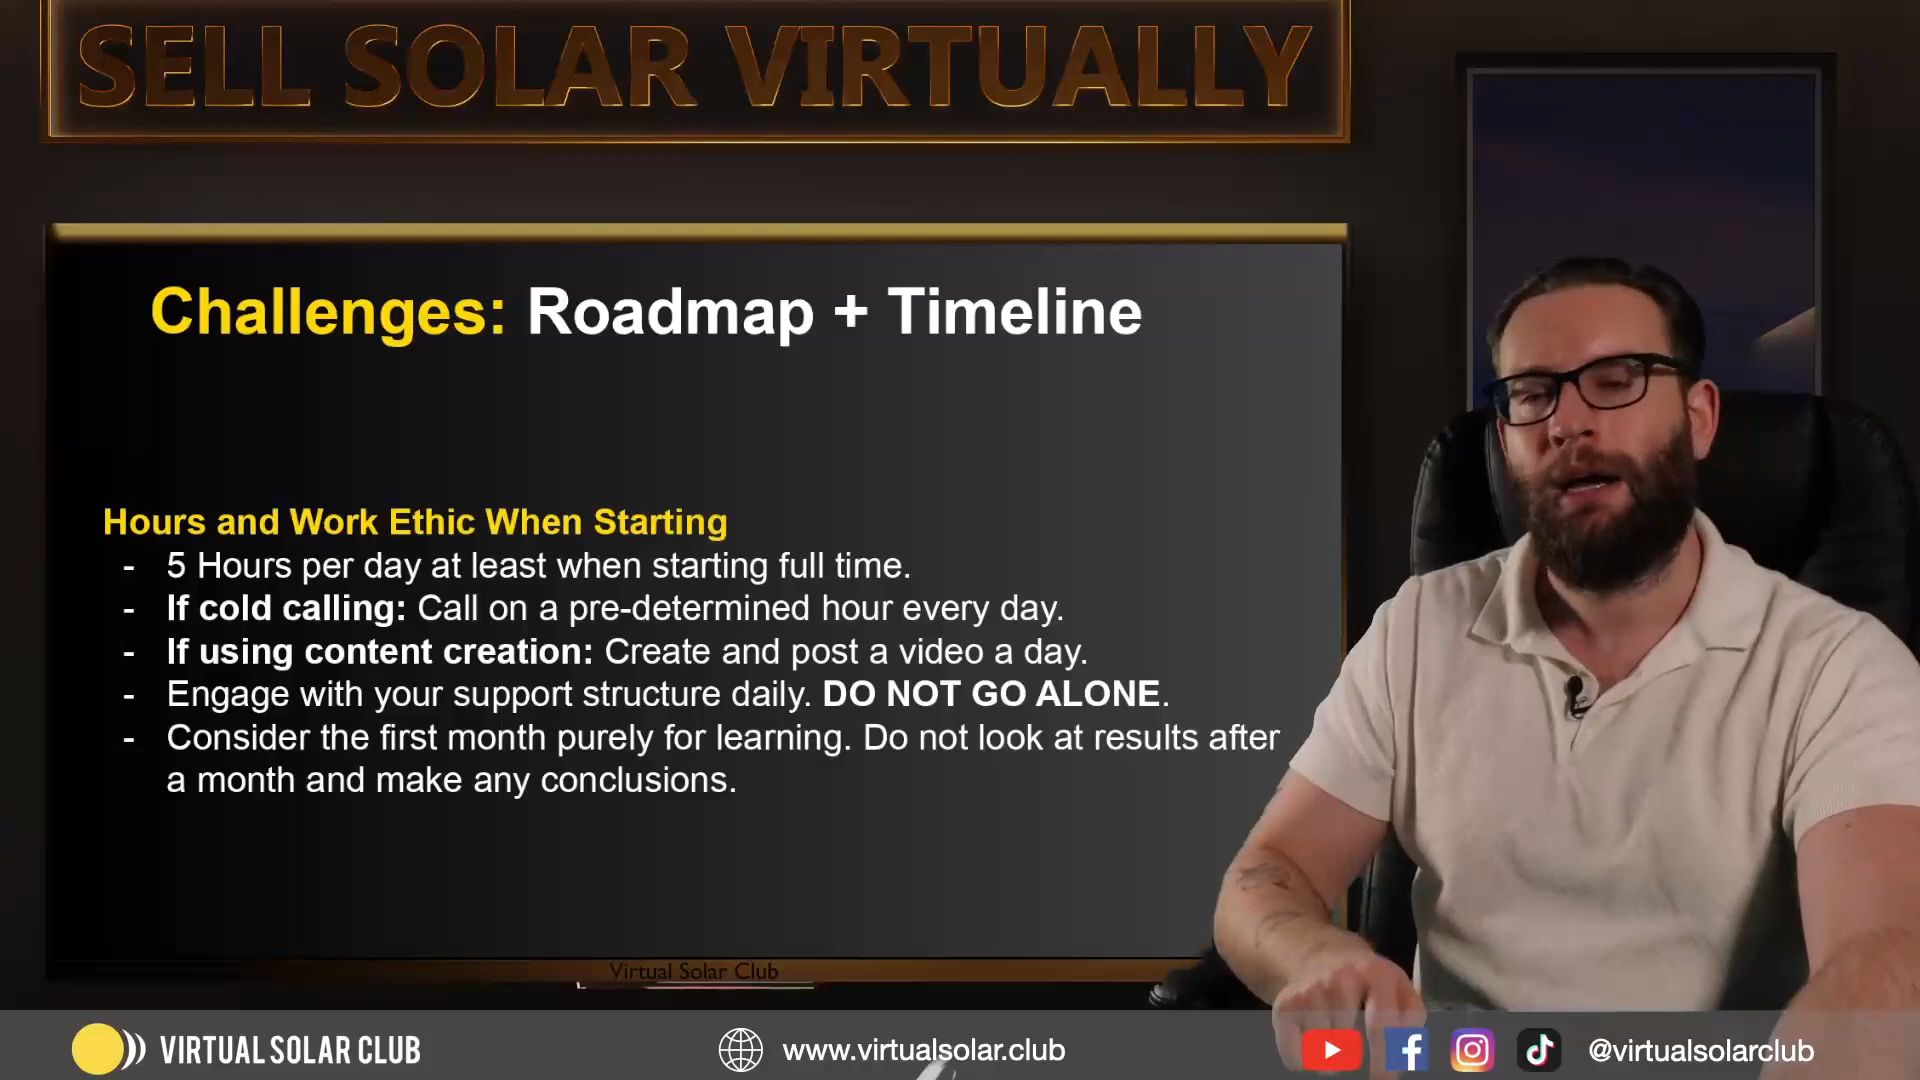 SELL SOLAR VIRTUALLY
Challenges: Roadmap + Timeline
Hours and Work Ethic When Starting
- 5 Hours per day at least when starting full time.
- If cold calling: Call on a pre-determined hour every day.
- If using content creation: Create and post a video a day.
- Engage with your support structure daily. DO NOT GO ALONE.
- Consider the first month purely for learning. Do not look at results after
a month and make any conclusions.
Virtual Solar Club
VIRTUAL SOLAR CLUB
www.virtualsolar.club
@virtualsolarclub